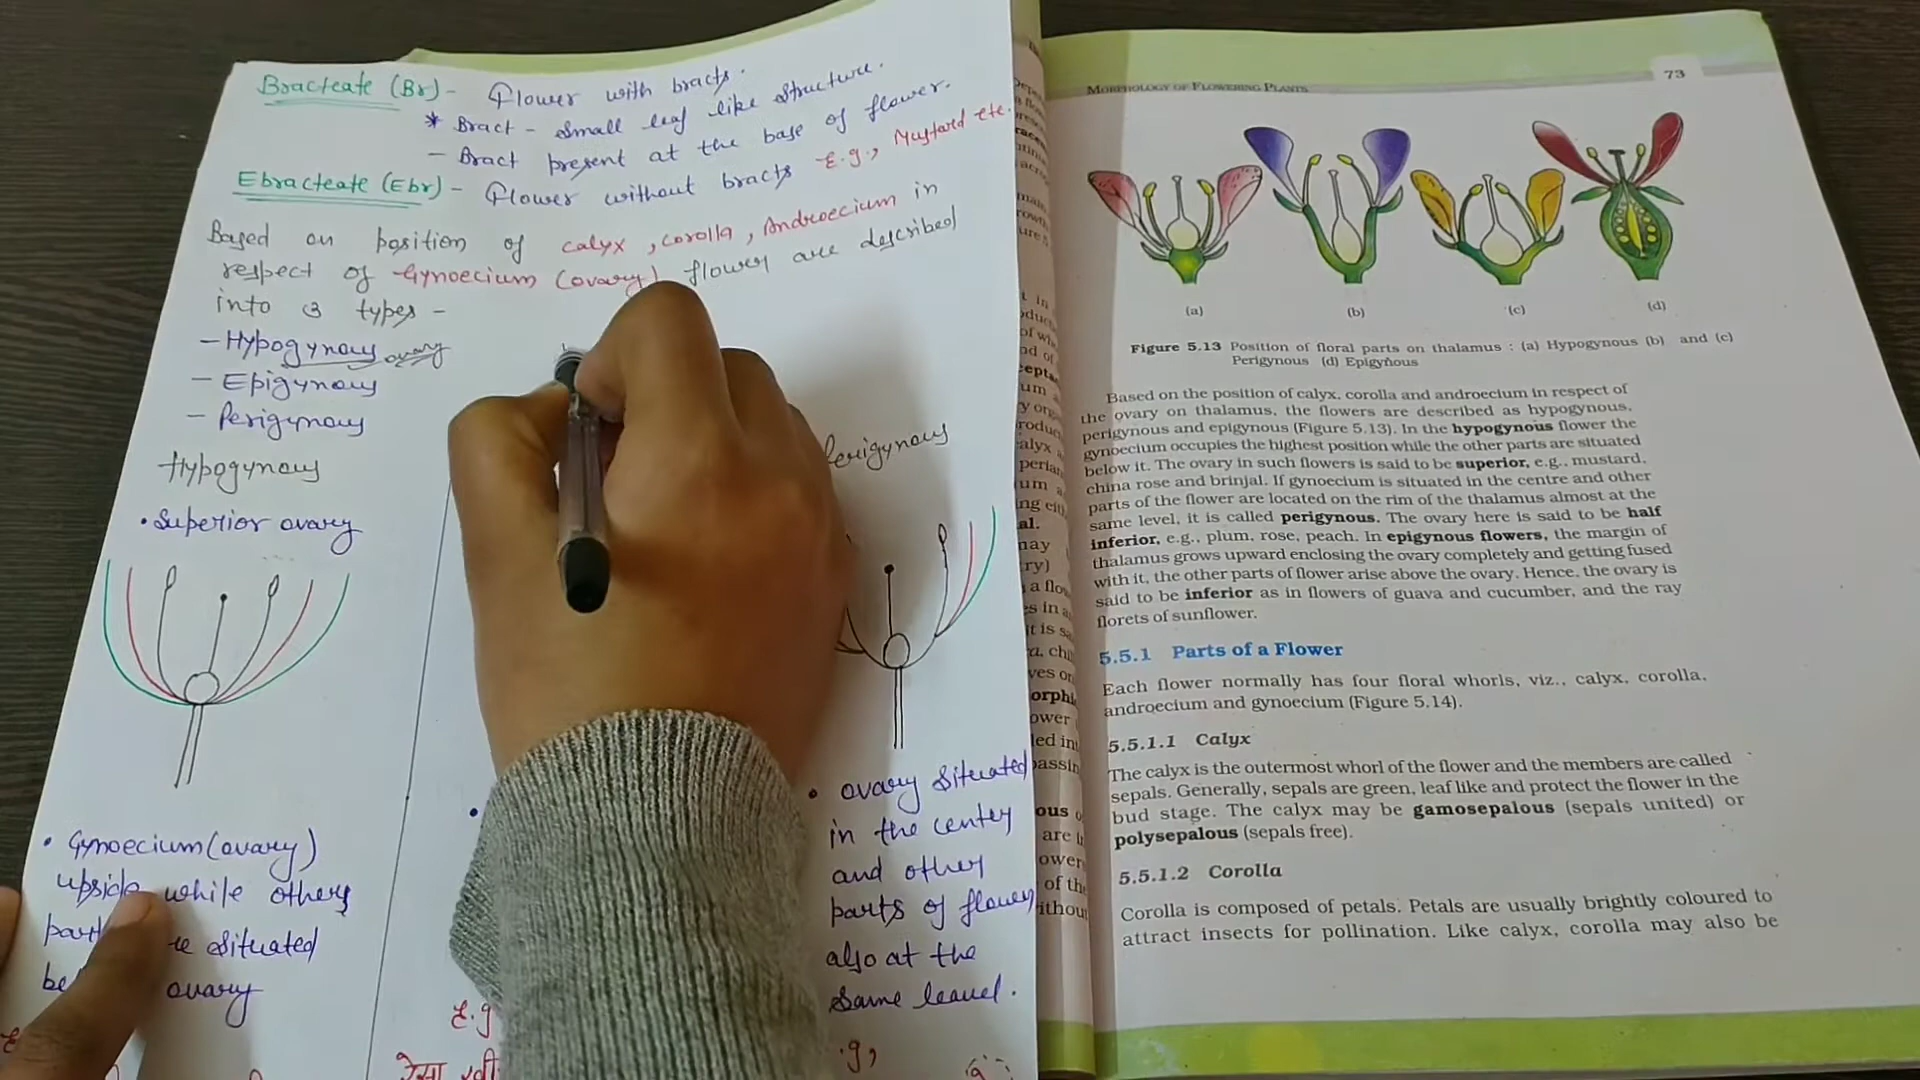 Bracteate (Br)- Flower with bracts.
* Bract - Small leaf like structure.
- Bract present at the base of flower.
Ebracteate (Ebr)- Flower without bracts E.g., Mustard etc.
Based on position of calyx, corolla, Androecium in
respect of Gynoecium (ovary) flower are described
into 3 types -
- Hypogynous ovary
- Epigynous
- Perigynous
Hypogynous
• Superior ovary
• Gynoecium(ovary)
upside while others
situated
ovary
Perigynous
• ovary situated
in the center
and other
parts of flower
also at the
same leavel.
E.g
.g,
MORPHOLOGY OF FLOWERING PLANTS
73
(a)
(b)
(c)
(d)
Figure 5.13 Position of floral parts on thalamus : (a) Hypogynous (b) and (c)
Perigynous (d) Epigynous
Based on the position of calyx, corolla and androecium in respect of
the ovary on thalamus, the flowers are described as hypogynous,
perigynous and epigynous (Figure 5.13). In the hypogynous flower the
gynoecium occupies the highest position while the other parts are situated
below it. The ovary in such flowers is said to be superior, e.g., mustard,
china rose and brinjal. If gynoecium is situated in the centre and other
parts of the flower are located on the rim of the thalamus almost at the
same level, it is called perigynous. The ovary here is said to be half
inferior, e.g., plum, rose, peach. In epigynous flowers, the margin of
thalamus grows upward enclosing the ovary completely and getting fused
with it, the other parts of flower arise above the ovary. Hence, the ovary is
said to be inferior as in flowers of guava and cucumber, and the ray
florets of sunflower.
5.5.1 Parts of a Flower
Each flower normally has four floral whorls, viz., calyx, corolla,
androecium and gynoecium (Figure 5.14).
5.5.1.1 Calyx
The calyx is the outermost whorl of the flower and the members are called
sepals. Generally, sepals are green, leaf like and protect the flower in the
bud stage. The calyx may be gamosepalous (sepals united) or
polysepalous (sepals free).
5.5.1.2 Corolla
Corolla is composed of petals. Petals are usually brightly coloured to
attract insects for pollination. Like calyx, corolla may also be